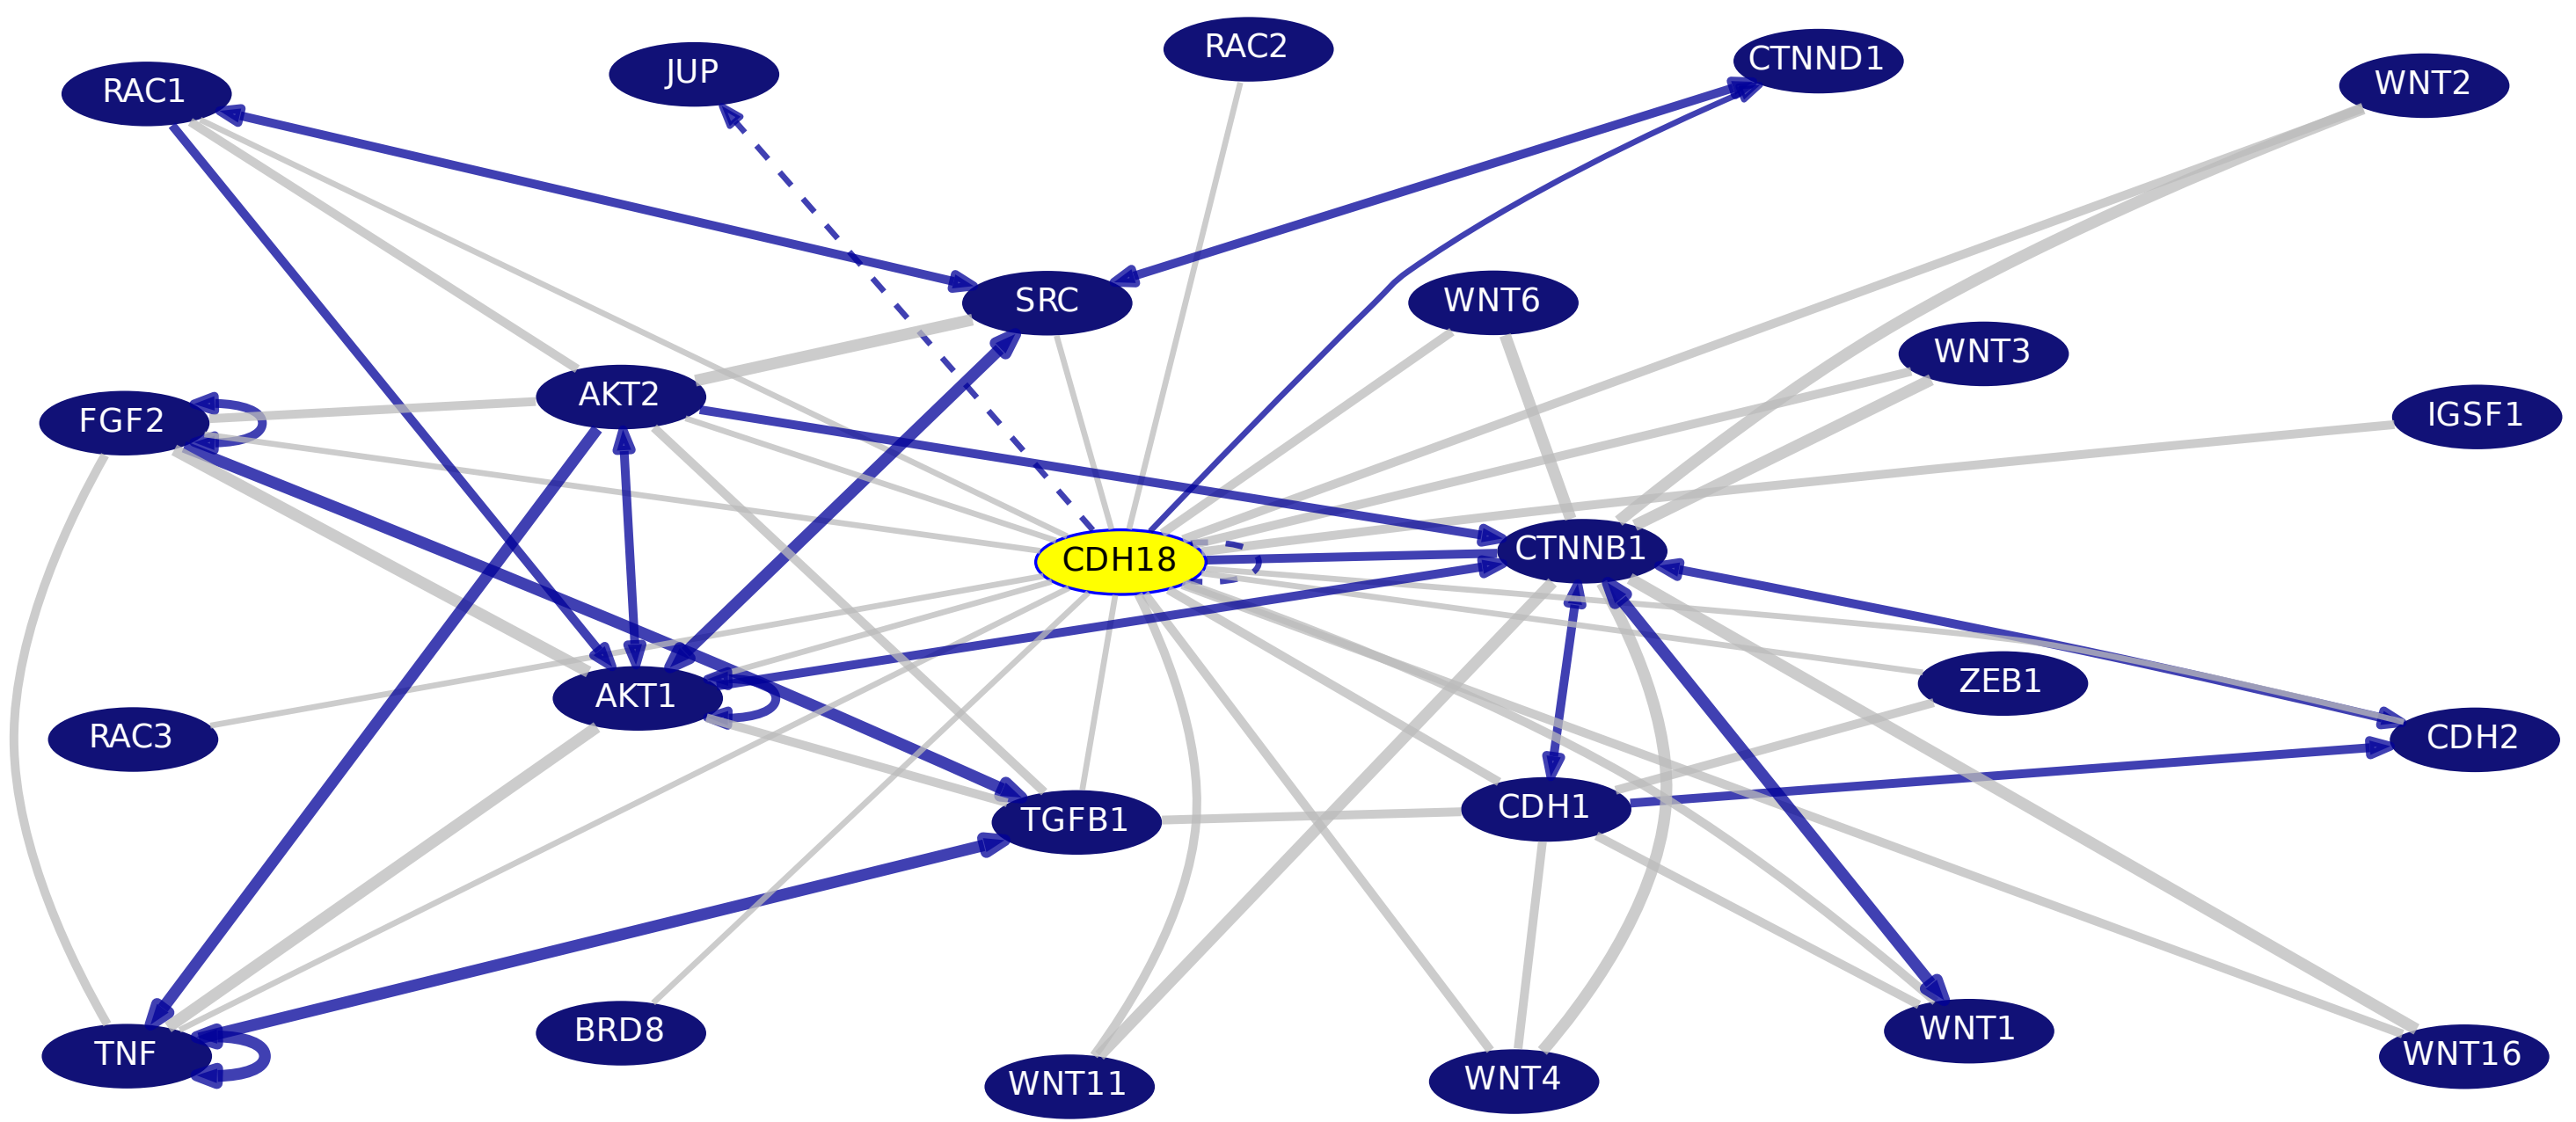 RAC2
CTNND1
JUP
WNT2
RAC1
SRC
WNT6
WNT3
AKT2
FGF2
IGSF1
CTNNB1
CDH18
ZEB1
AKT1
RAC3
CDH2
CDH1
TGFB1
WNT1
BRD8
TNF
WNT16
WNT4
WNT11